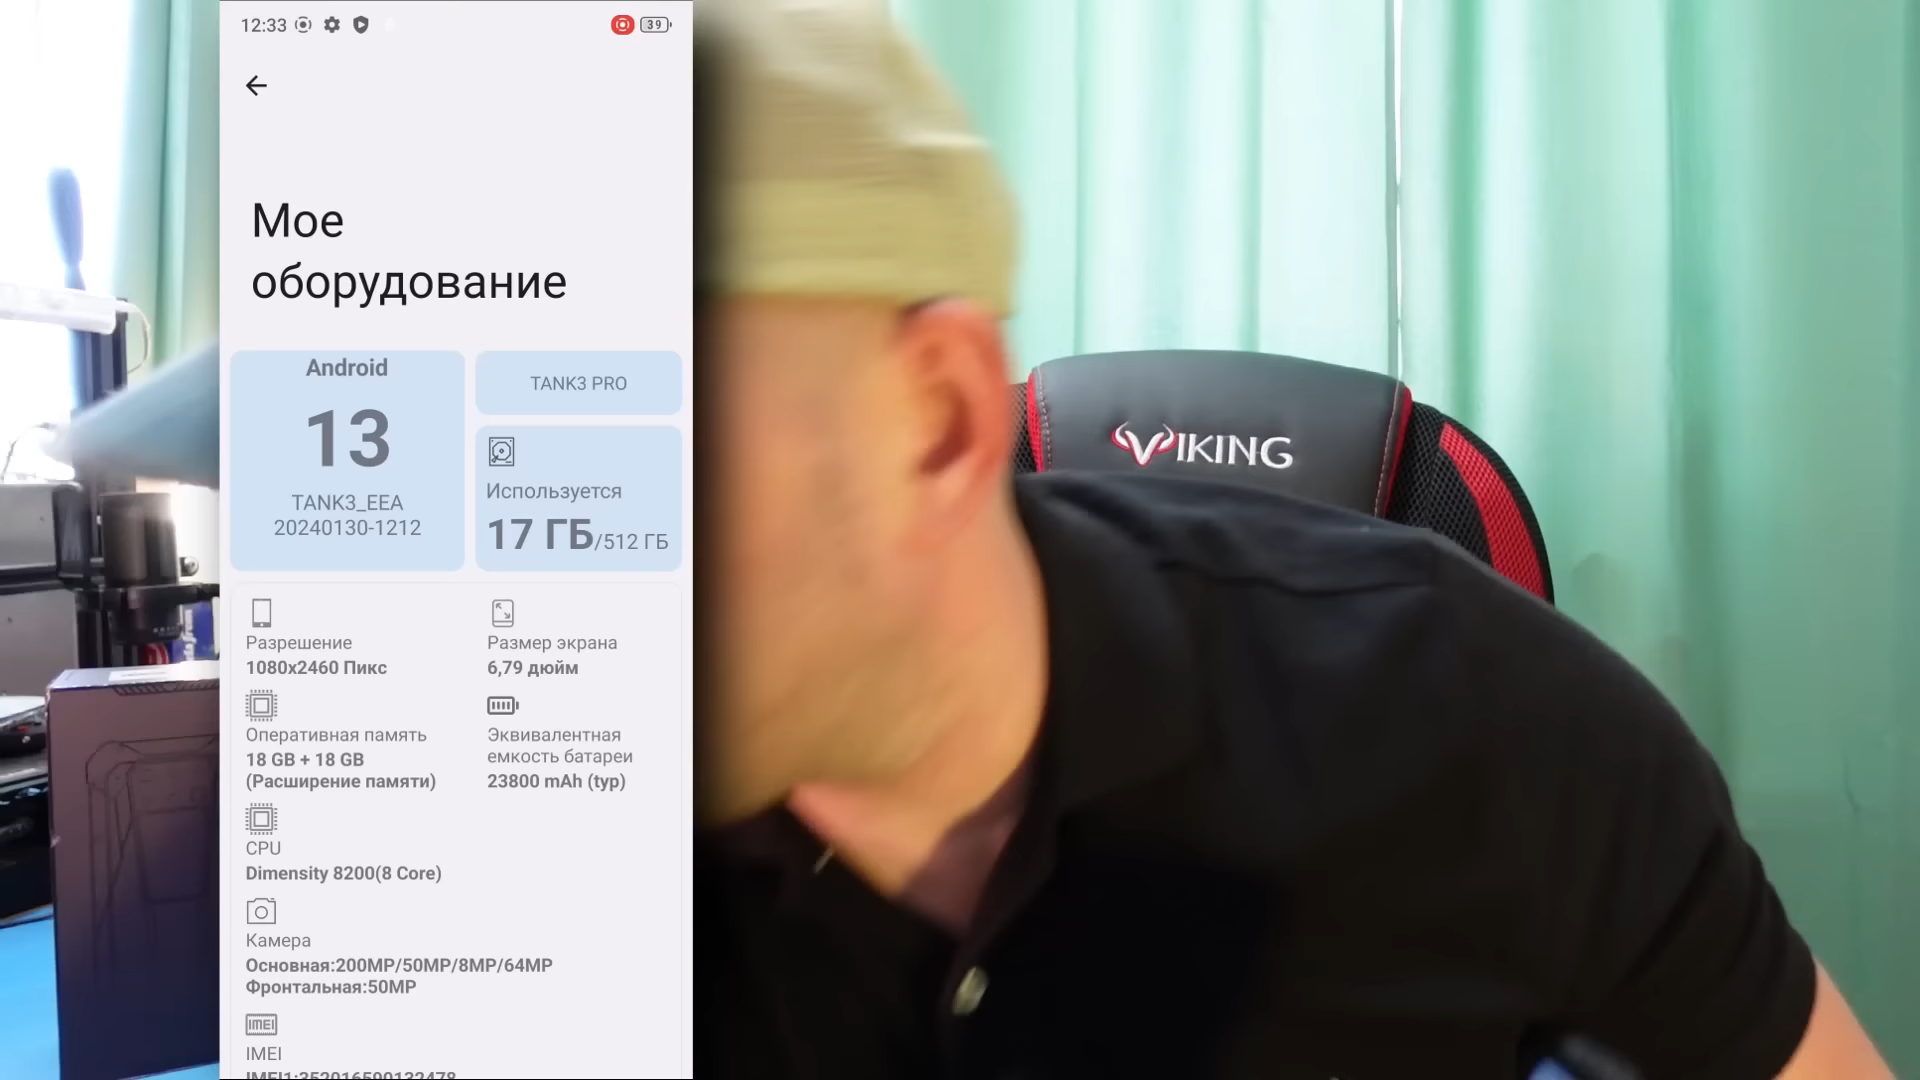 12:33
39
Мое
оборудование
Android
13
TANK3_EEA
20240130-1212
TANK3 PRO
Используется
17 ГБ/512 ГБ
Разрешение
1080x2460 Пикс
Размер экрана
6,79 дюйм
Оперативная память
18 GB + 18 GB
(Расширение памяти)
Эквивалентная
емкость батареи
23800 mAh (typ)
CPU
Dimensity 8200(8 Core)
Камера
Основная:200MP/50MP/8MP/64MP
Фронтальная:50MP
IMEI
IMEI
VIKING